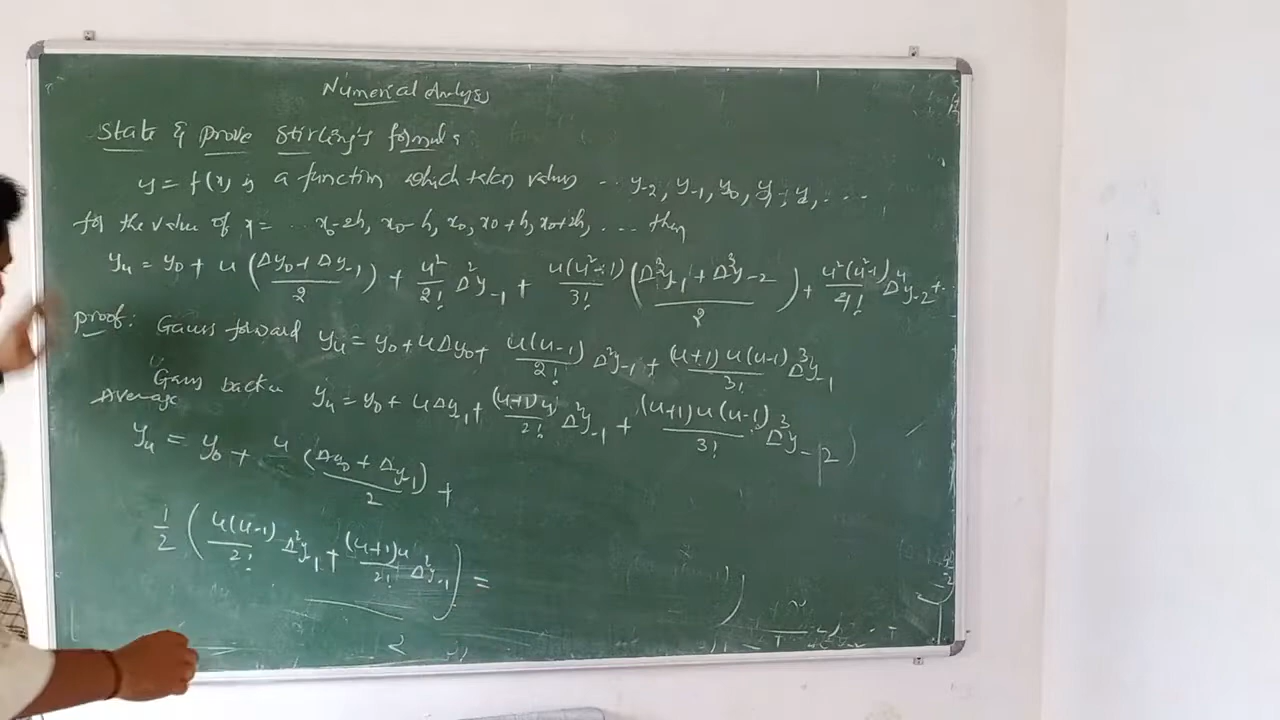 Numerical Analysis
State & prove Stirling's formula
y = f(x) is a function which takes values ... y₋₂, y₋₁, y₀, y₁, y₂, ...
for the value of x = ... x₀-2h, x₀-h, x₀, x₀+h, x₀+2h, ... then
yᵤ = y₀ + u (Δy₀ + Δy₋₁)/2 + u²/2! Δ²y₋₁ + u(u²-1)/3! (Δ³y₋₁ + Δ³y₋₂)/2 + u²(u²-1)/4! Δ⁴y₋₂ + ..
proof: Gauss forward yᵤ = y₀ + uΔy₀ + u(u-1)/2! Δ²y₋₁ + (u+1)u(u-1)/3! Δ³y₋₁
Gauss back yᵤ = y₀ + uΔy₋₁ + (u+1)u/2! Δ²y₋₁ + (u+1)u(u-1)/3! Δ³y₋₂
Average
yᵤ = y₀ + u (Δy₀ + Δy₋₁)/2 +
1/2 (u(u-1)/2! Δ²y₋₁ + (u+1)u/2! Δ²y₋₁) =